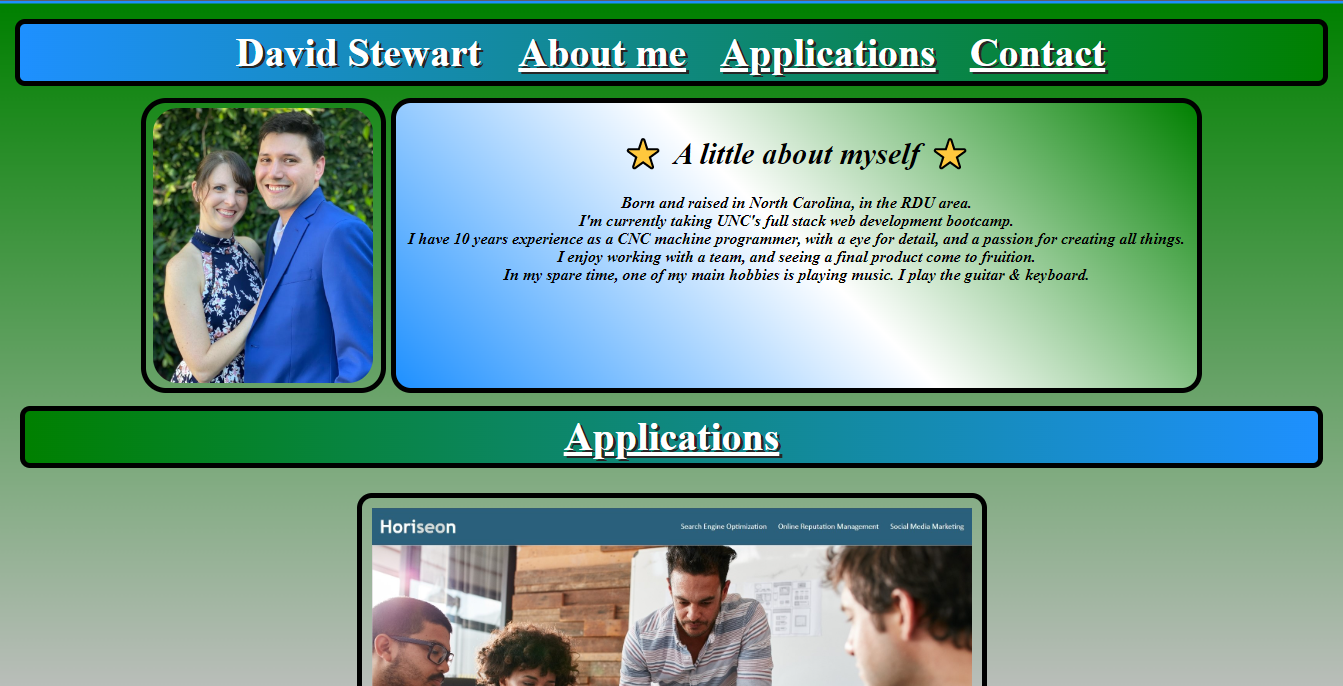 David Stewart About me Applications Contact
A little about myself
Born and raised in North Carolina, in the RDU area.
I'm currently taking UNC's full stack web development bootcamp.
I have 10 years experience as a CNC machine programmer, with a eye for detail, and a passion for creating all things.
I enjoy working with a team, and seeing a final product come to fruition.
In my spare time, one of my main hobbies is playing music. I play the guitar & keyboard.
Applications
Horiseon Search Engine Optimization Online Reputation Management Social Media Marketing